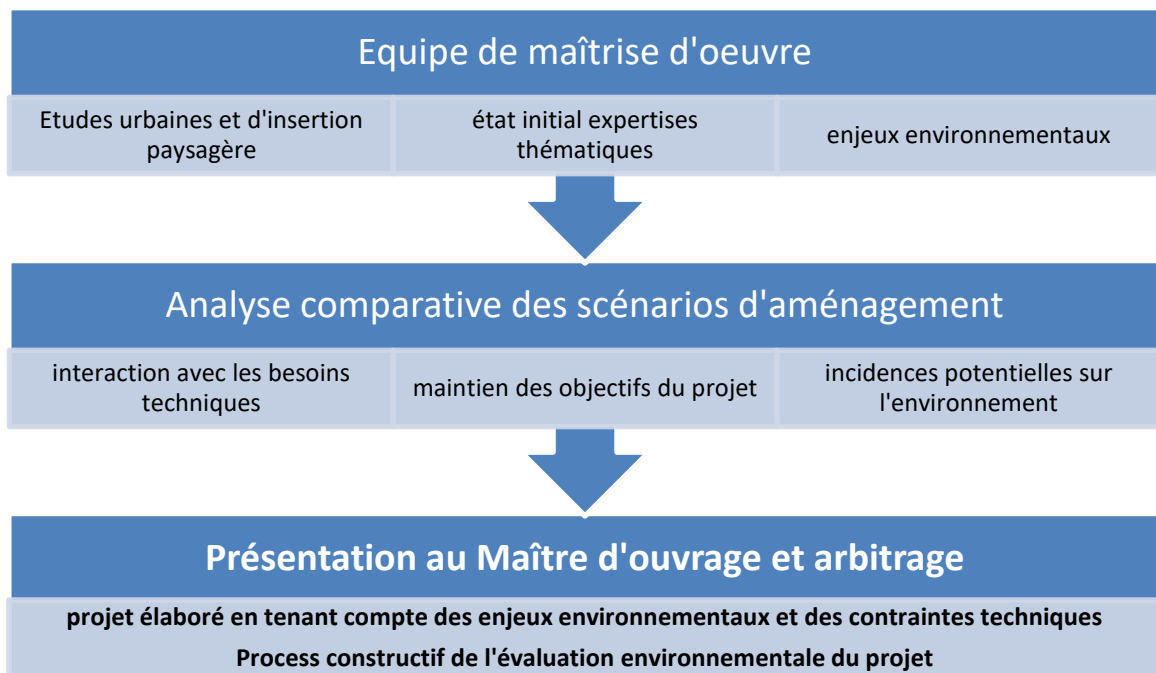 Equipe de maîtrise d'oeuvre
Etudes urbaines et d'insertion
paysagère
état initial expertises
thématiques
enjeux environnementaux
Analyse comparative des scénarios d'aménagement
interaction avec les besoins
techniques
maintien des objectifs du projet
incidences potentielles sur
l'environnement
Présentation au Maître d'ouvrage et arbitrage
projet élaboré en tenant compte des enjeux environnementaux et des contraintes techniques
Process constructif de l'évaluation environnementale du projet